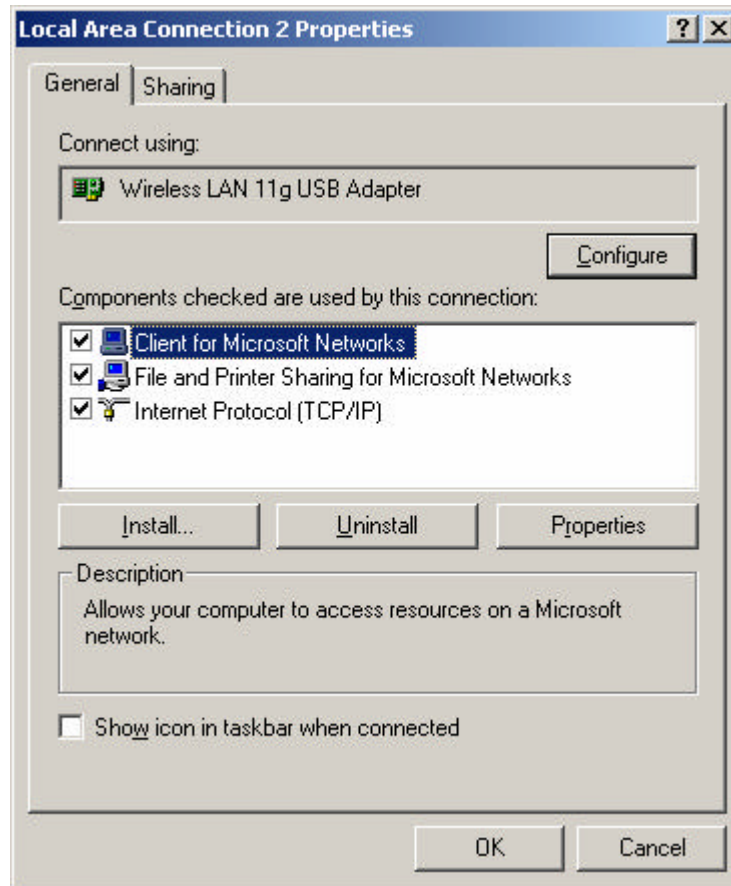 Local Area Connection 2 Properties
General Sharing
Connect using:
Wireless LAN 11g USB Adapter
Configure
Components checked are used by this connection:
Client for Microsoft Networks
File and Printer Sharing for Microsoft Networks
Internet Protocol (TCP/IP)
Install... Uninstall Properties
Description
Allows your computer to access resources on a Microsoft
network.
Show icon in taskbar when connected
OK Cancel